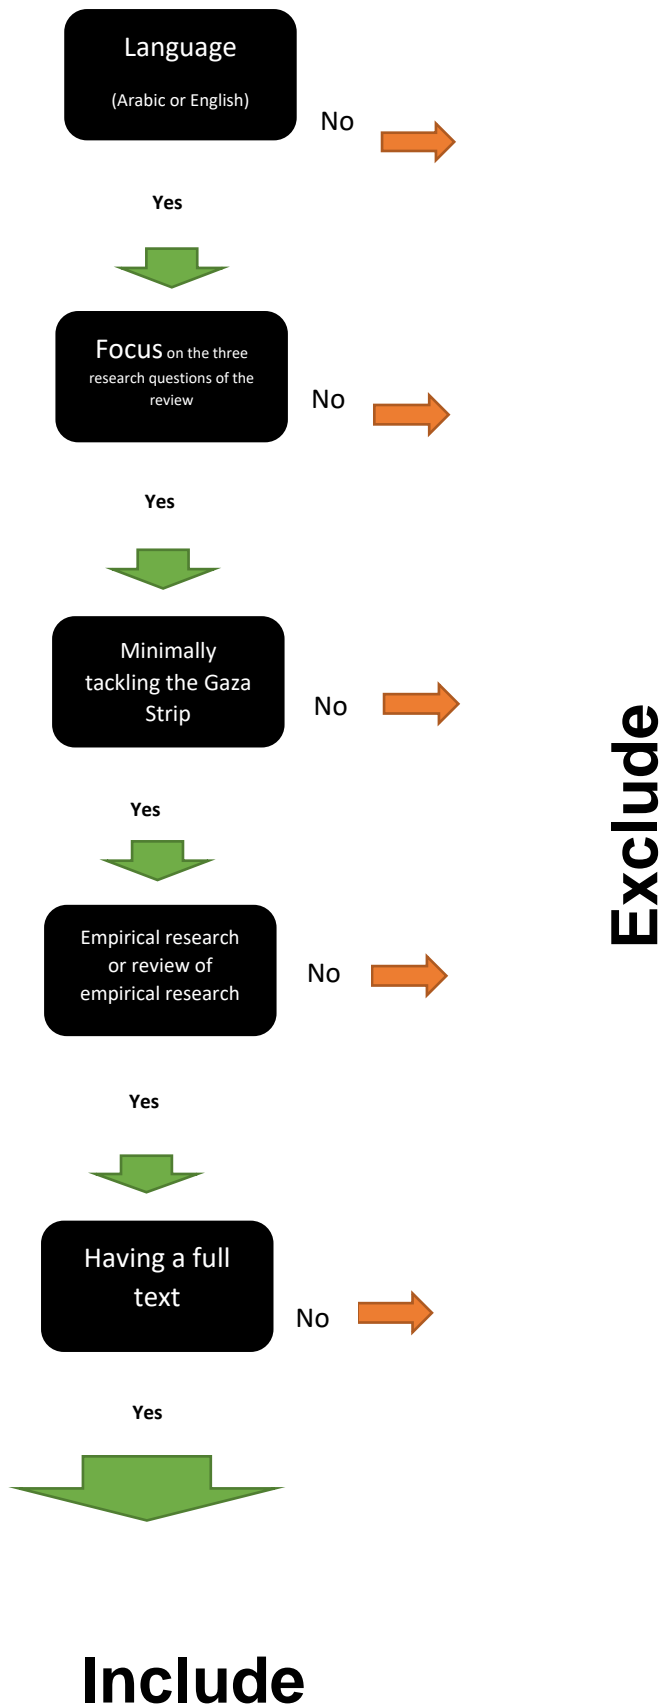 Language
(Arabic or English)
No
Yes
Focus on the three
research questions of the
review
No
Yes
Minimally
tackling the Gaza
Strip
No
Exclude
Yes
Empirical research
or review of
empirical research
No
Yes
Having a full
text
No
Yes
Include